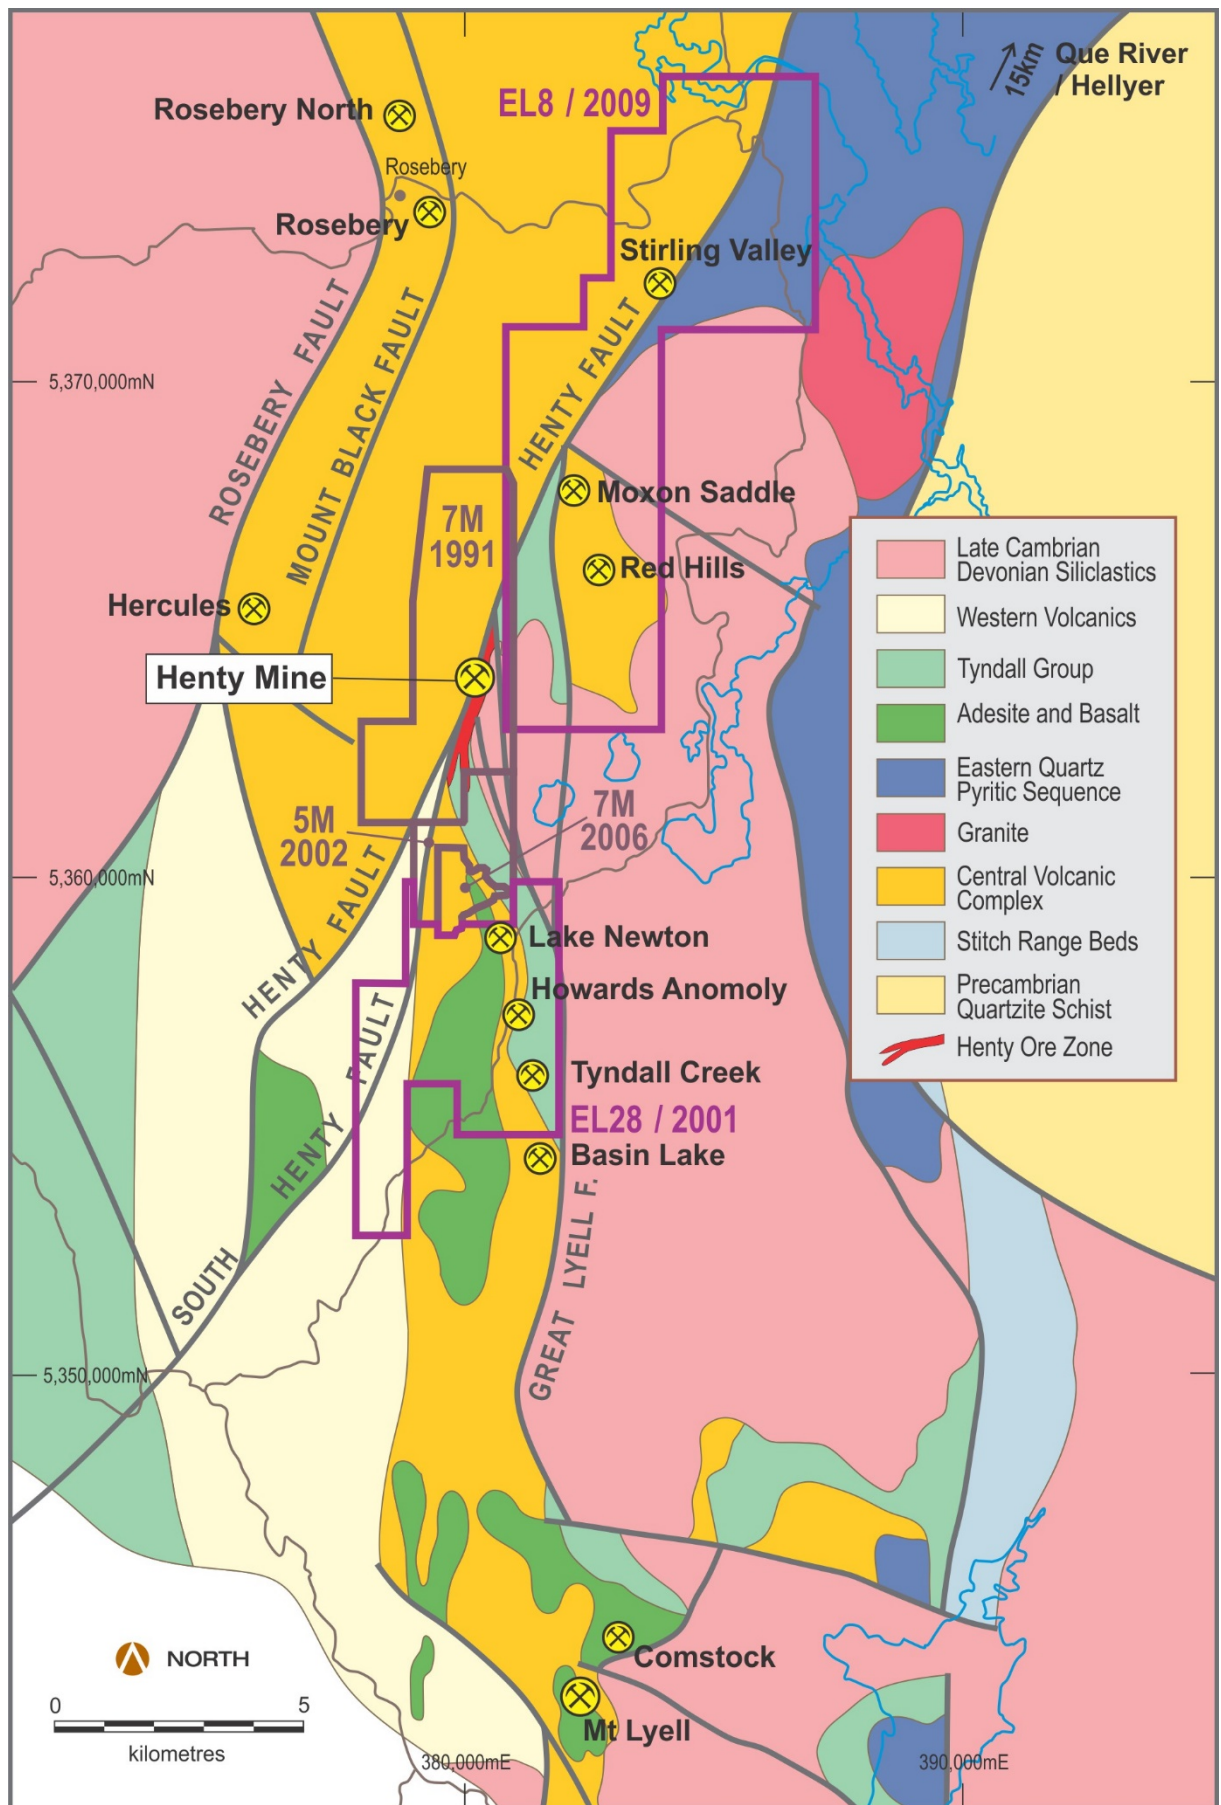 Que River
/ Hellyer
15km
EL8 / 2009
Rosebery North
Rosebery
Rosebery
Stirling Valley
ROSEBERY FAULT
MOUNT BLACK FAULT
HENTY FAULT
5,370,000mN
7M
1991
Moxon Saddle
Red Hills
Hercules
Henty Mine
5M
2002
7M
2006
5,360,000mN
HENTY FAULT
Lake Newton
Howards Anomoly
Tyndall Creek
EL28 / 2001
Basin Lake
SOUTH HENTY FAULT
GREAT LYELL F.
5,350,000mN
Comstock
Mt Lyell
380,000mE
390,000mE
NORTH
0 5
kilometres
Late Cambrian
Devonian Siliclastics
Western Volcanics
Tyndall Group
Adesite and Basalt
Eastern Quartz
Pyritic Sequence
Granite
Central Volcanic
Complex
Stitch Range Beds
Precambrian
Quartzite Schist
Henty Ore Zone